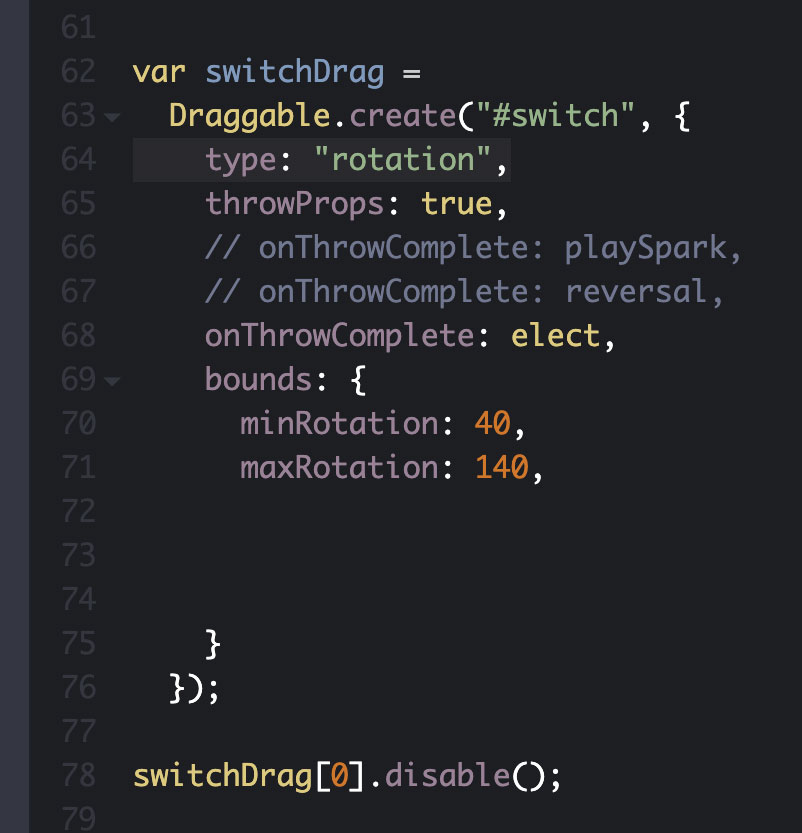 61
62 var switchDrag =
63 Draggable.create("#switch", {
64 type: "rotation",
65 throwProps: true,
66 // onThrowComplete: playSpark,
67 // onThrowComplete: reversal,
68 onThrowComplete: elect,
69 bounds: {
70 minRotation: 40,
71 maxRotation: 140,
72
73
74
75 }
76 });
77
78 switchDrag[0].disable();
79